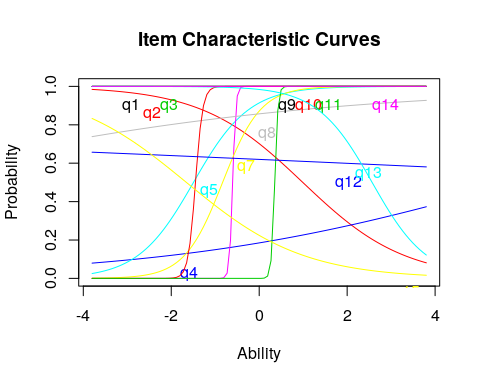 Item Characteristic Curves
Probability
1.0
0.8
0.6
0.4
0.2
0.0
q1
q2
q3
q9
q10
q11
q14
q8
q7
q13
q12
q5
q4
-4
-2
0
2
4
Ability